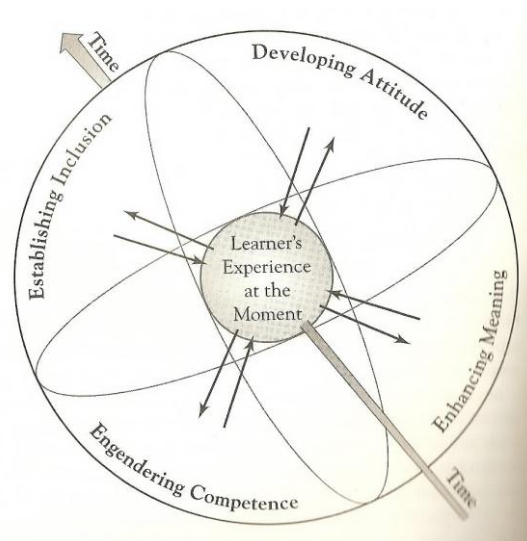 Time
Developing Attitude
Establishing Inclusion
Learner's
Experience
at the
Moment
Enhancing Meaning
Engendering Competence
Time